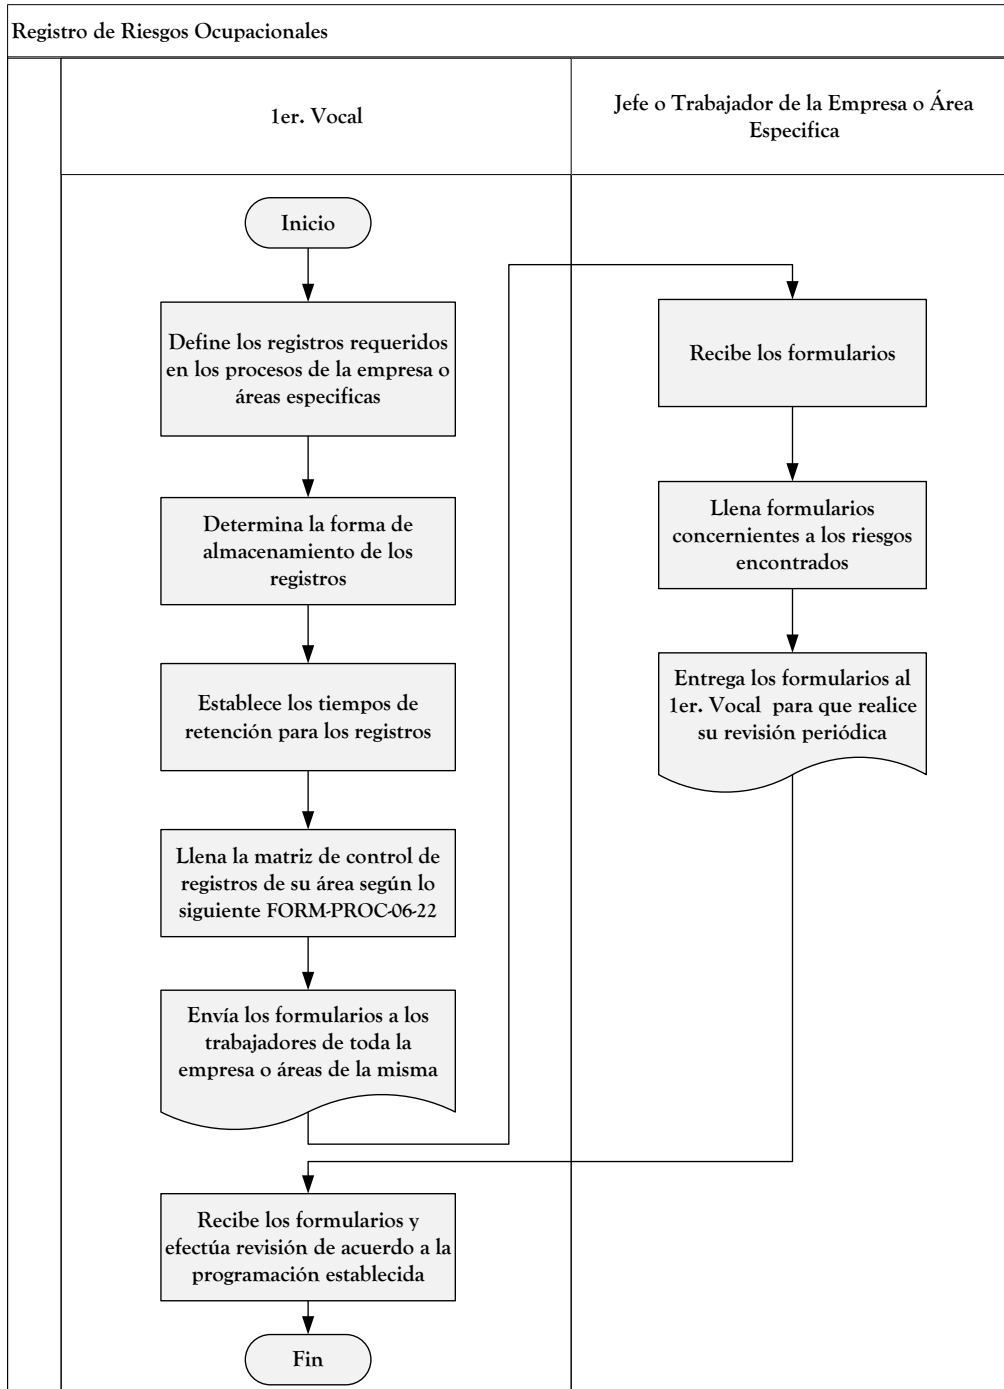 Registro de Riesgos Ocupacionales
1er. Vocal
Jefe o Trabajador de la Empresa o Área
Especifica
Inicio
Define los registros requeridos
en los procesos de la empresa o
áreas especificas
Determina la forma de
almacenamiento de los
registros
Establece los tiempos de
retención para los registros
Llena la matriz de control de
registros de su área según lo
siguiente FORM-PROC-06-22
Envía los formularios a los
trabajadores de toda la
empresa o áreas de la misma
Recibe los formularios
Llena formularios
concernientes a los riesgos
encontrados
Entrega los formularios al
1er. Vocal para que realice
su revisión periódica
Recibe los formularios y
efectúa revisión de acuerdo a la
programación establecida
Fin